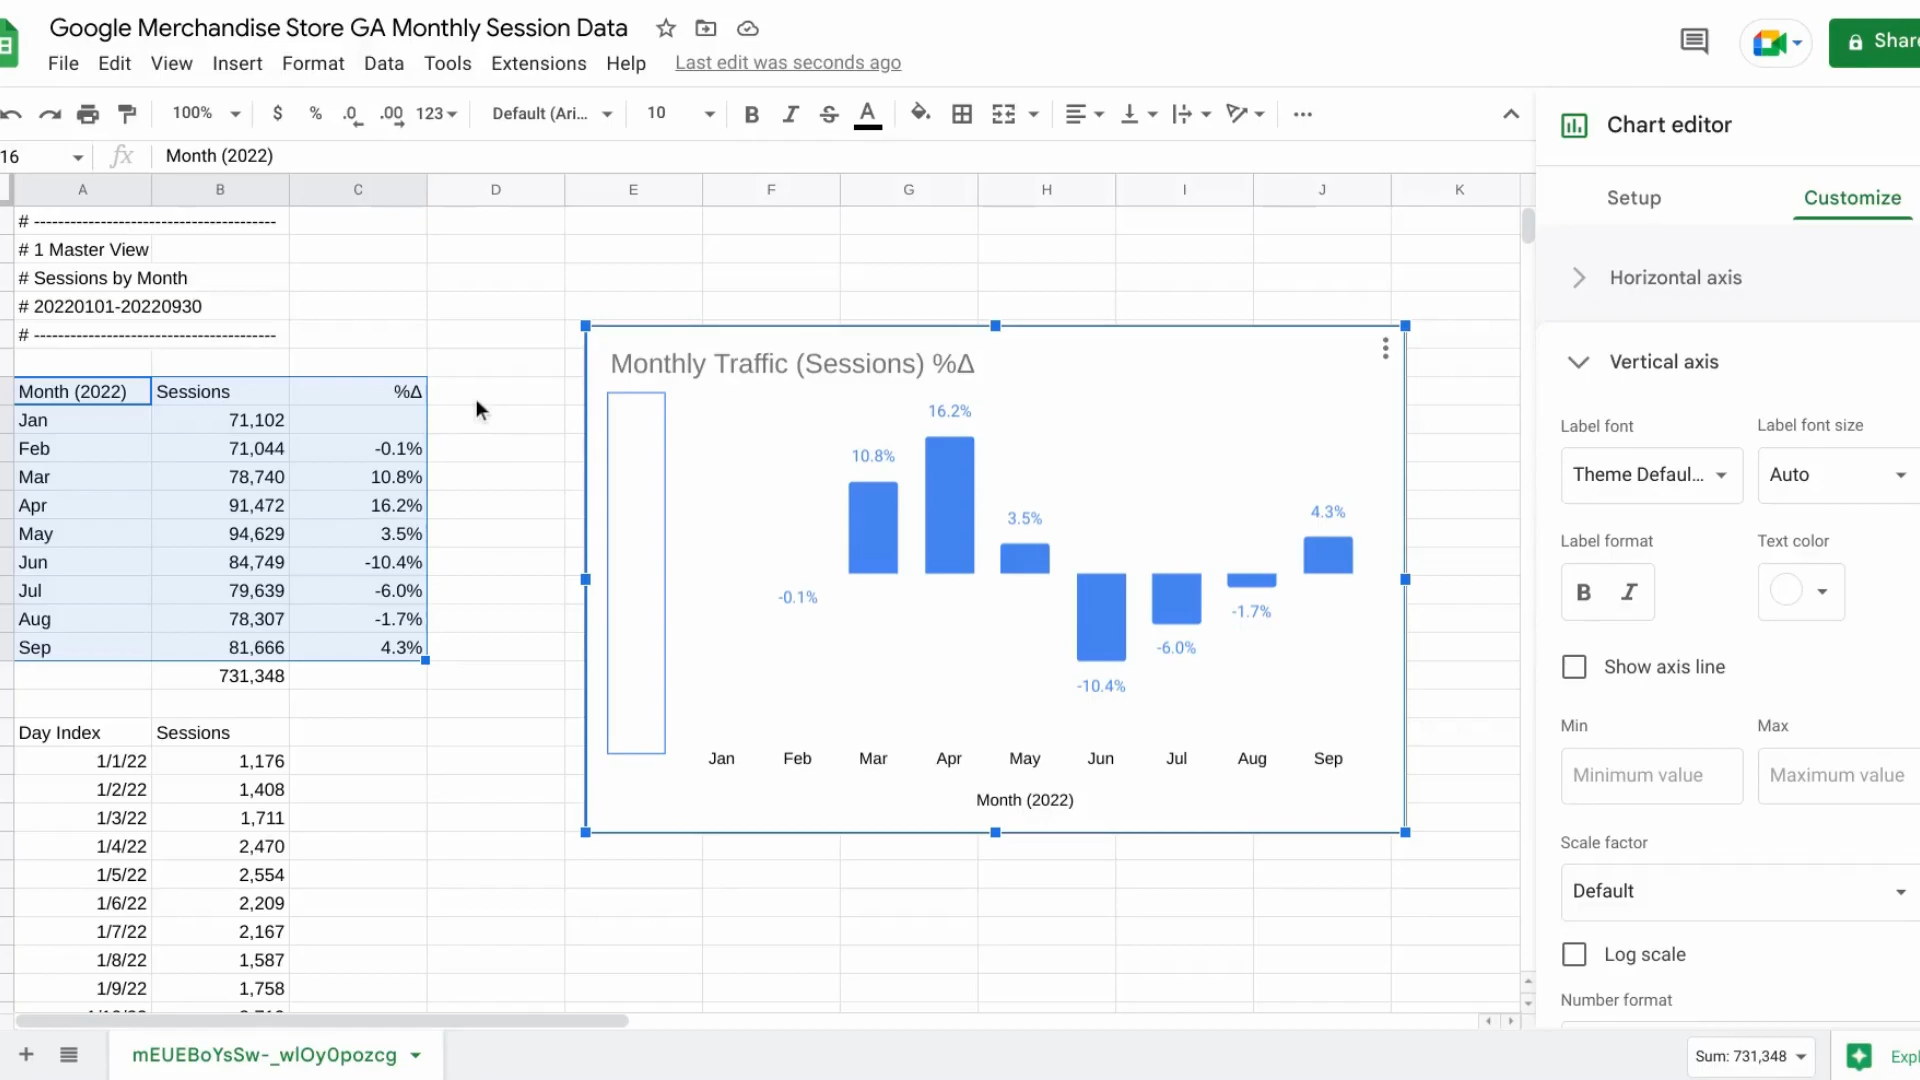 Google Merchandise Store GA Monthly Session Data
File Edit View Insert Format Data Tools Extensions Help Last edit was seconds ago
Share
100% $ % .0 .00 123 Default (Ari... 10 B I S A
16 fx Month (2022)
A B C D E F G H I J K
# ----------------------------------------
# 1 Master View
# Sessions by Month
# 20220101-20220930
# ----------------------------------------
Month (2022) Sessions %Δ
Jan 71,102
Feb 71,044 -0.1%
Mar 78,740 10.8%
Apr 91,472 16.2%
May 94,629 3.5%
Jun 84,749 -10.4%
Jul 79,639 -6.0%
Aug 78,307 -1.7%
Sep 81,666 4.3%
731,348
Day Index Sessions
1/1/22 1,176
1/2/22 1,408
1/3/22 1,711
1/4/22 2,470
1/5/22 2,554
1/6/22 2,209
1/7/22 2,167
1/8/22 1,587
1/9/22 1,758
Monthly Traffic (Sessions) %Δ
16.2%
10.8%
3.5%
4.3%
-0.1%
-1.7%
-6.0%
-10.4%
Jan Feb Mar Apr May Jun Jul Aug Sep
Month (2022)
Chart editor
Setup Customize
Horizontal axis
Vertical axis
Label font Label font size
Theme Defaul... Auto
Label format Text color
B I
Show axis line
Min Max
Minimum value Maximum value
Scale factor
Default
Log scale
Number format
mEUEBoYsSw-_wlOy0pozcg
Sum: 731,348
Expl